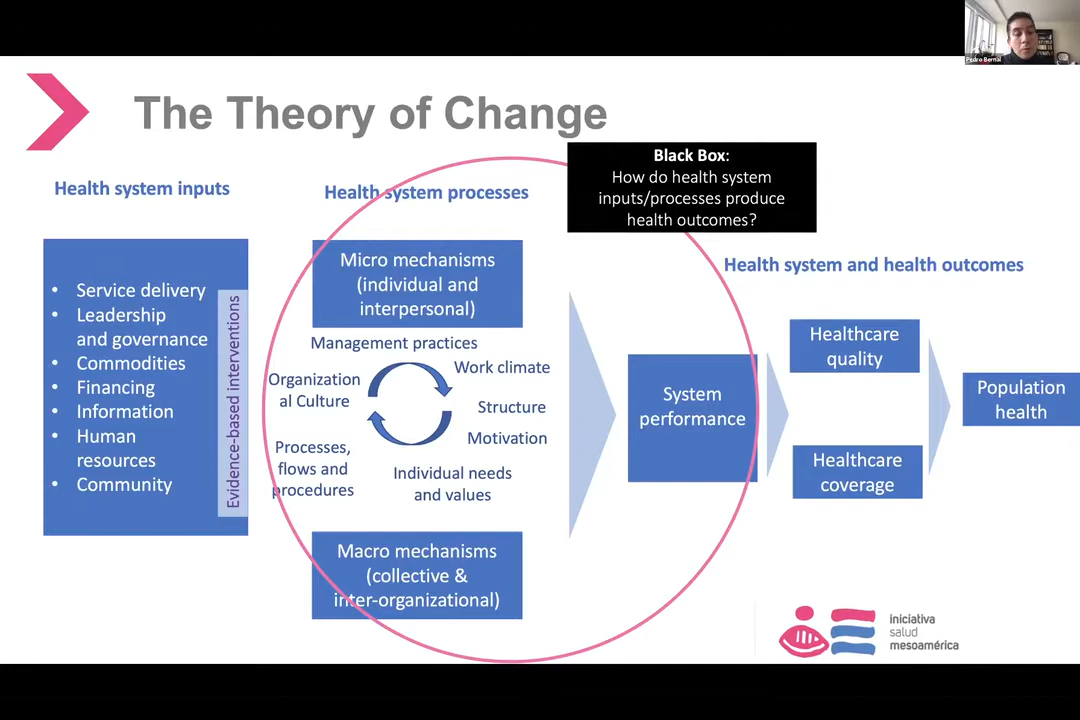 Pedro Bernal
The Theory of Change
Black Box:
How do health system
inputs/processes produce
health outcomes?
Health system inputs
Health system processes
Health system and health outcomes
• Service delivery
• Leadership
and governance
• Commodities
• Financing
• Information
• Human
resources
• Community
Evidence-based interventions
Micro mechanisms
(individual and
interpersonal)
Management practices
Work climate
Organization
al Culture
Structure
Motivation
Processes,
flows and
procedures
Individual needs
and values
Macro mechanisms
(collective &
inter-organizational)
System
performance
Healthcare
quality
Healthcare
coverage
Population
health
iniciativa
salud
mesoamérica